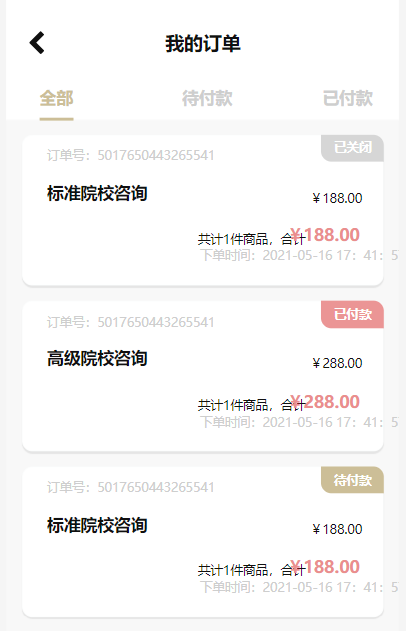 我的订单
全部 待付款 已付款
已关闭
订单号：5017650443265541
标准院校咨询 ￥188.00
共计1件商品，合计￥188.00
下单时间：2021-05-16 17：41：5
已付款
订单号：5017650443265541
高级院校咨询 ￥288.00
共计1件商品，合计￥288.00
下单时间：2021-05-16 17：41：5
待付款
订单号：5017650443265541
标准院校咨询 ￥188.00
共计1件商品，合计￥188.00
下单时间：2021-05-16 17：41：5